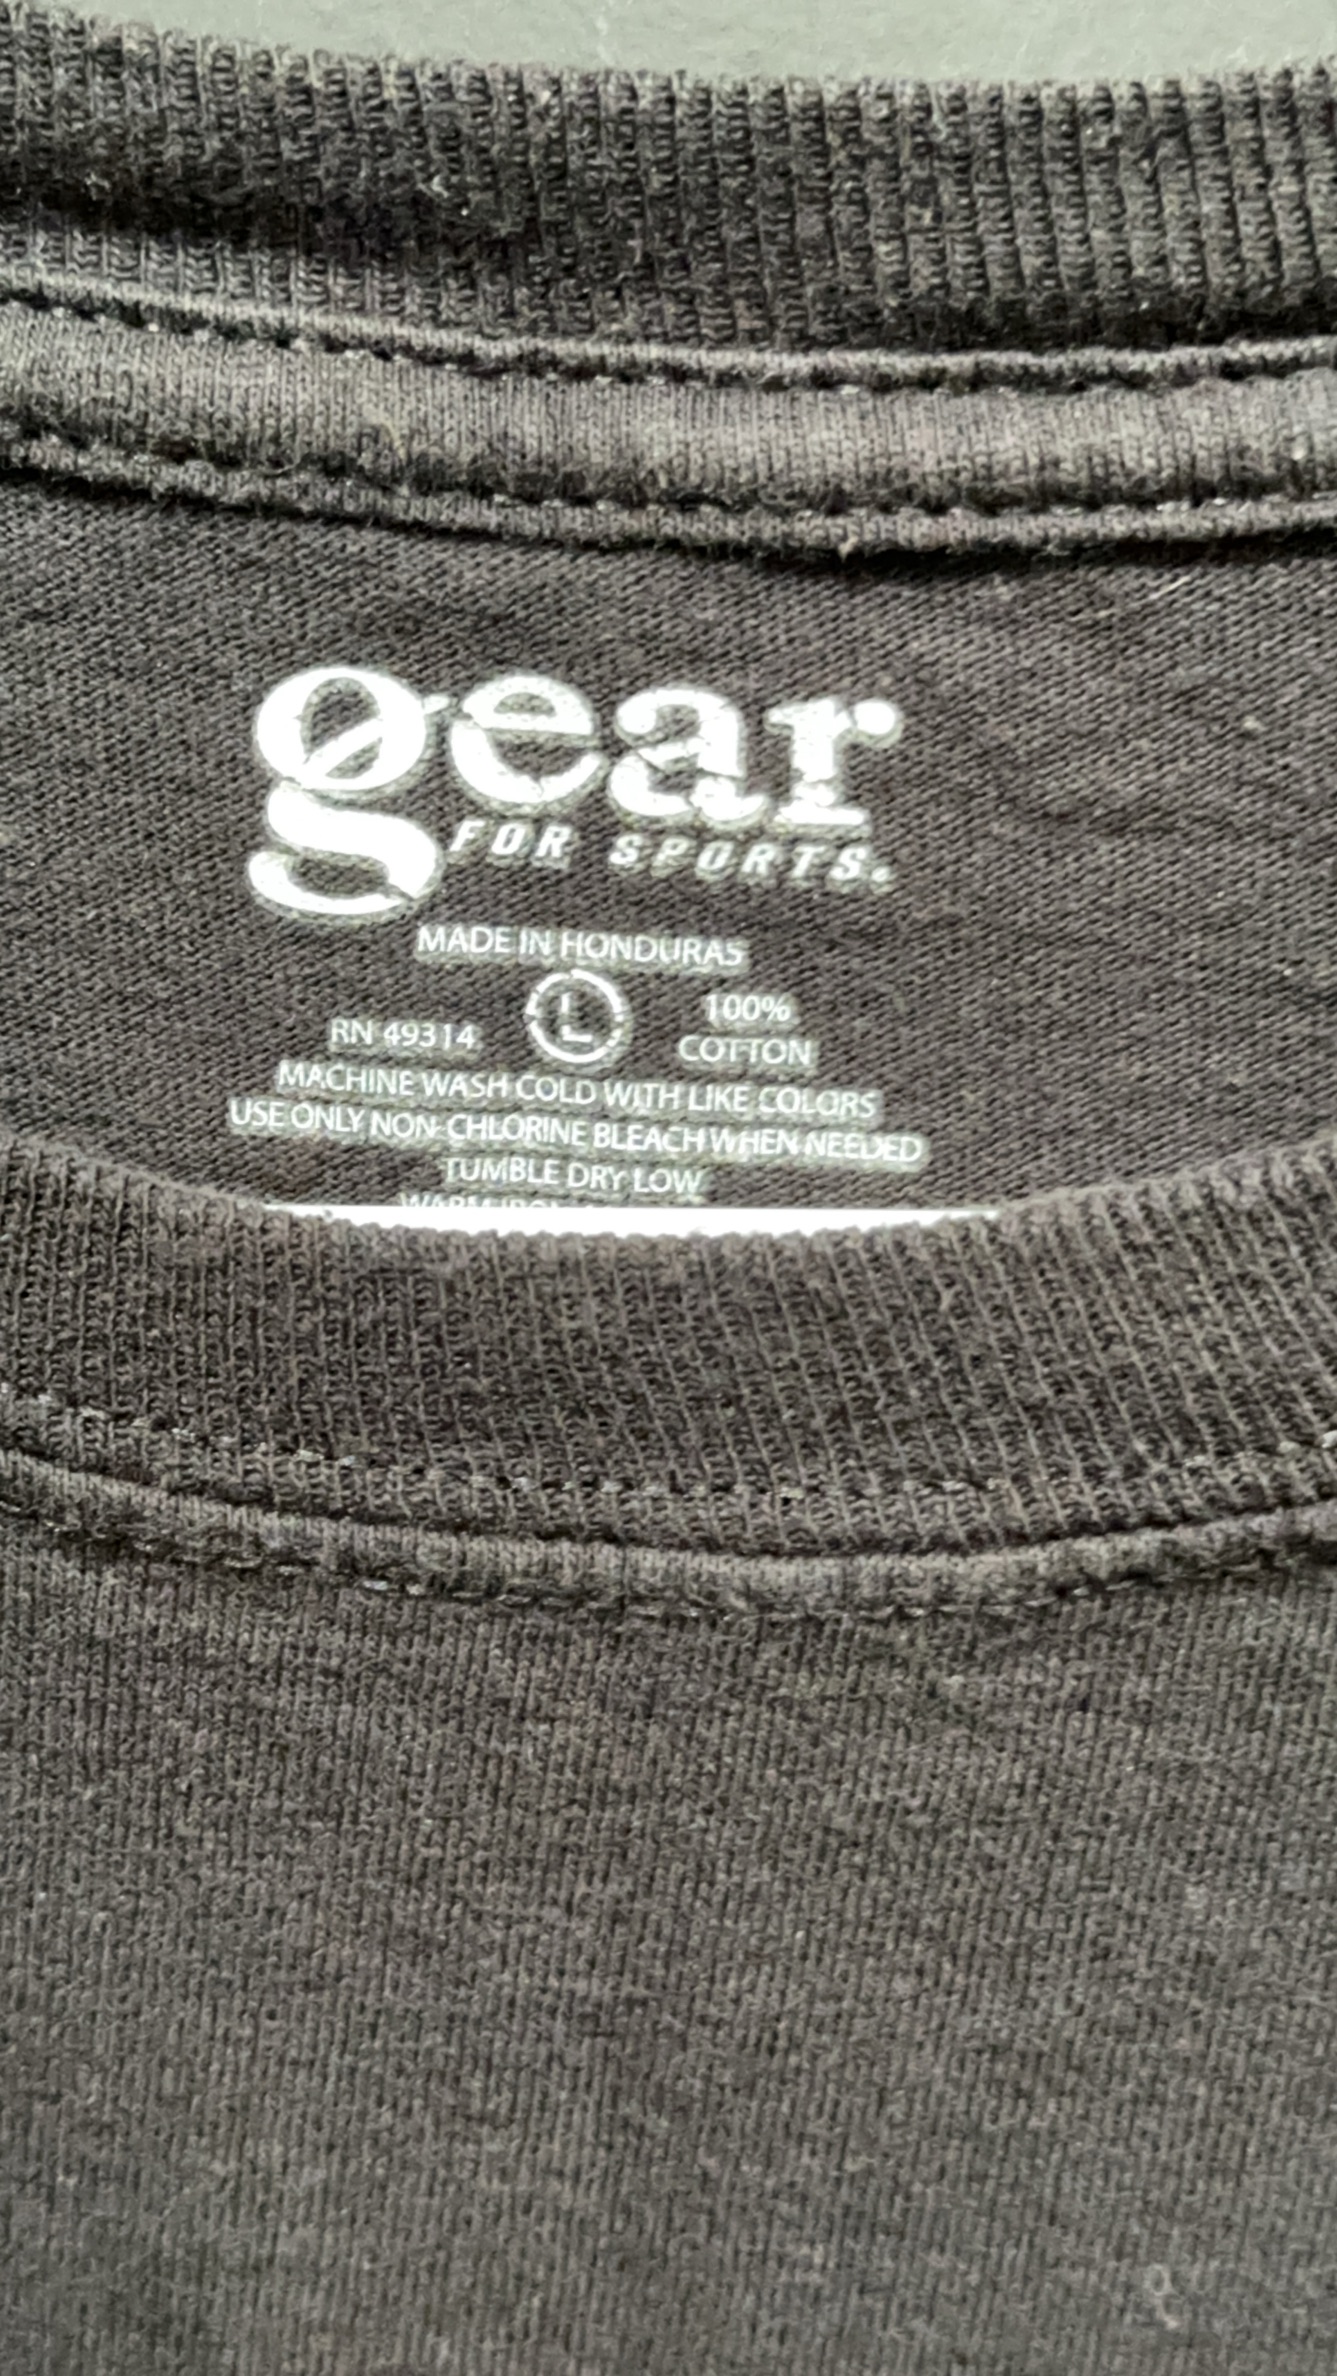 gear
FOR SPORTS.
MADE IN HONDURAS
RN 49314 L 100% COTTON
MACHINE WASH COLD WITH LIKE COLORS
USE ONLY NON-CHLORINE BLEACH WHEN NEEDED
TUMBLE DRY LOW